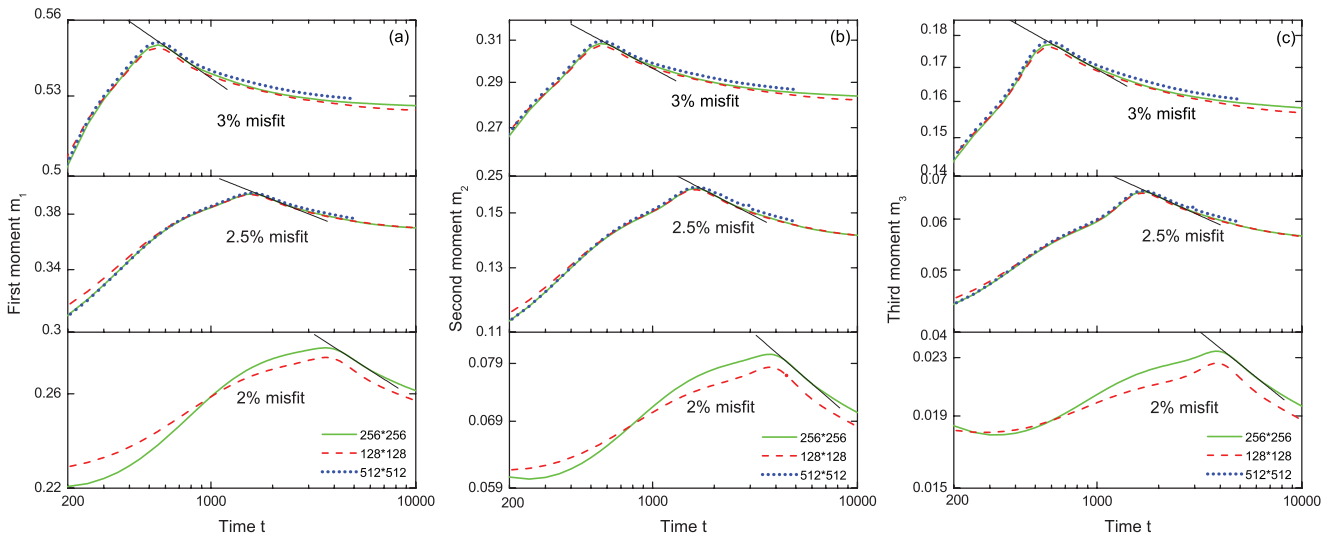 (a)
First moment m1
0.56
0.53
0.5
3% misfit
0.38
0.34
0.3
2.5% misfit
0.26
0.22
2% misfit
256*256
128*128
512*512
200
1000
10000
Time t
(b)
Second moment m2
0.31
0.29
0.27
3% misfit
0.25
0.15
0.13
0.11
2.5% misfit
0.079
0.069
0.059
2% misfit
256*256
128*128
512*512
200
1000
10000
Time t
(c)
Third moment m3
0.18
0.17
0.16
0.15
0.14
3% misfit
0.07
0.06
0.05
2.5% misfit
0.04
0.023
0.019
0.015
2% misfit
256*256
128*128
512*512
200
1000
10000
Time t